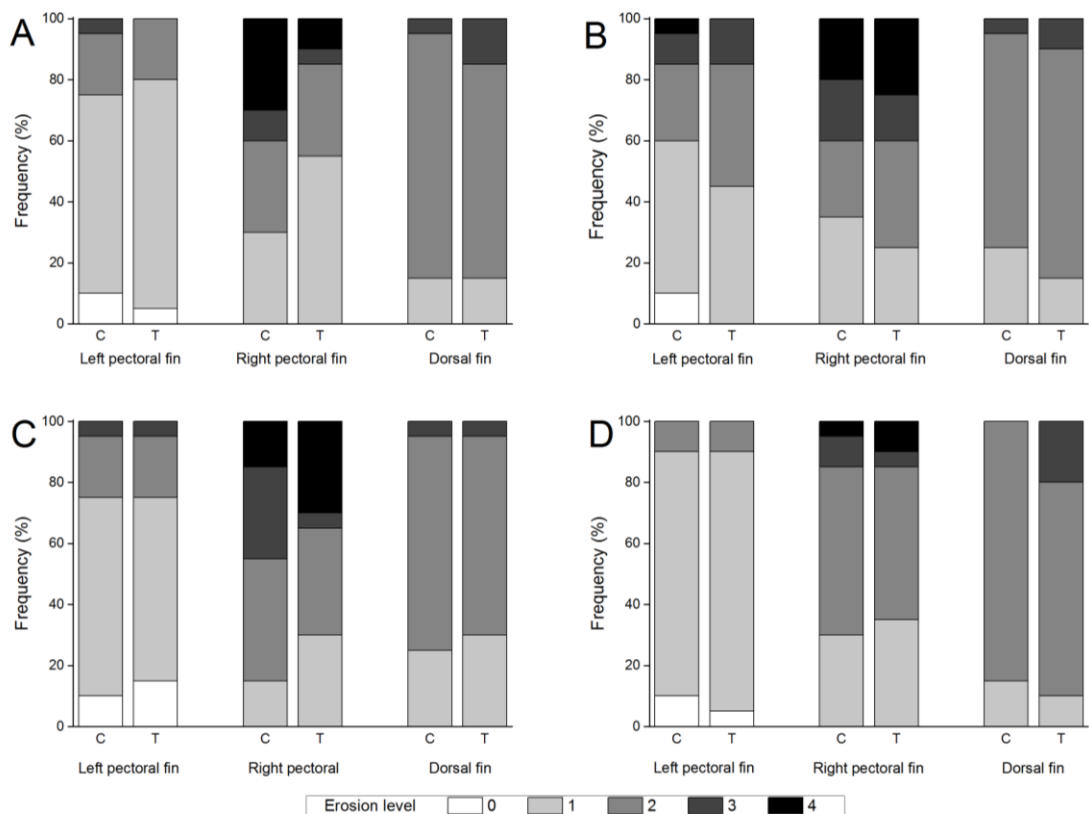 A
B
Frequency (%)
100
80
60
40
20
0
C T C T C T
Left pectoral fin Right pectoral fin Dorsal fin
Frequency (%)
100
80
60
40
20
0
C T C T C T
Left pectoral fin Right pectoral fin Dorsal fin
C
D
Frequency (%)
100
80
60
40
20
0
C T C T C T
Left pectoral fin Right pectoral Dorsal fin
Frequency (%)
100
80
60
40
20
0
C T C T C T
Left pectoral fin Right pectoral fin Dorsal fin
Erosion level 0 1 2 3 4